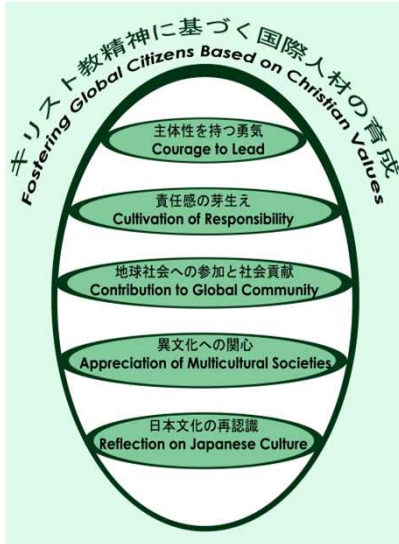 キリスト教精神に基づく国際人材の育成
Fostering Global Citizens Based on Christian Values
主体性を持つ勇気
Courage to Lead
責任感の芽生え
Cultivation of Responsibility
地球社会への参加と社会貢献
Contribution to Global Community
異文化への関心
Appreciation of Multicultural Societies
日本文化の再認識
Reflection on Japanese Culture